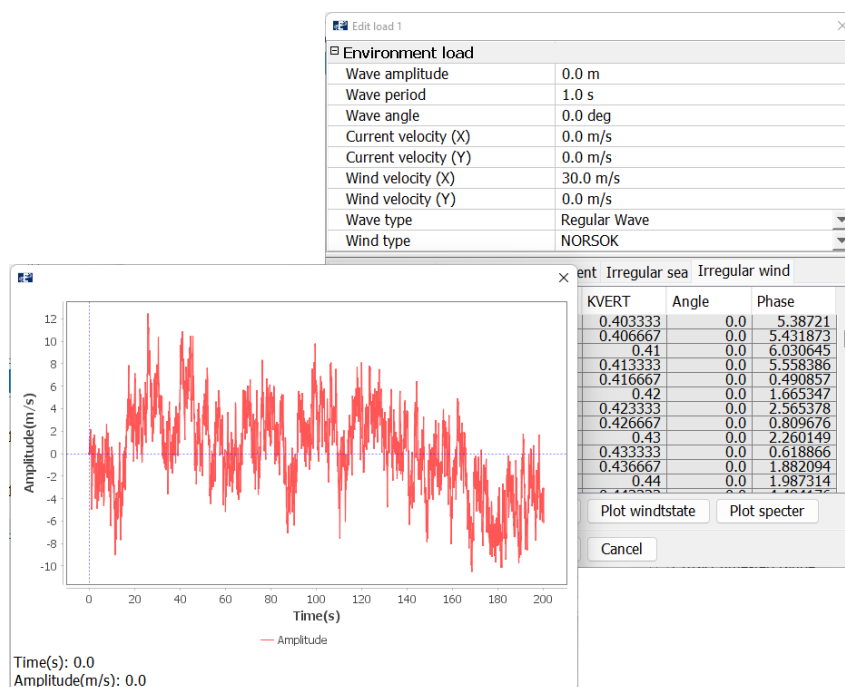 Edit load 1
Environment load
Wave amplitude 0.0 m
Wave period 1.0 s
Wave angle 0.0 deg
Current velocity (X) 0.0 m/s
Current velocity (Y) 0.0 m/s
Wind velocity (X) 30.0 m/s
Wind velocity (Y) 0.0 m/s
Wave type Regular Wave
Wind type NORSOK
Irregular sea Irregular wind
KVERT Angle Phase
0.403333 0.0 5.38721
0.406667 0.0 5.431873
0.41 0.0 6.030645
0.413333 0.0 5.558386
0.416667 0.0 0.490857
0.42 0.0 1.665347
0.423333 0.0 2.565378
0.426667 0.0 0.809676
0.43 0.0 2.260149
0.433333 0.0 0.618866
0.436667 0.0 1.882094
0.44 0.0 1.987314
Plot windtstate Plot specter
Cancel
12
10
8
6
4
2
0
-2
-4
-6
-8
-10
Amplitude(m/s)
0 20 40 60 80 100 120 140 160 180 200
Time(s)
Amplitude
Time(s): 0.0
Amplitude(m/s): 0.0